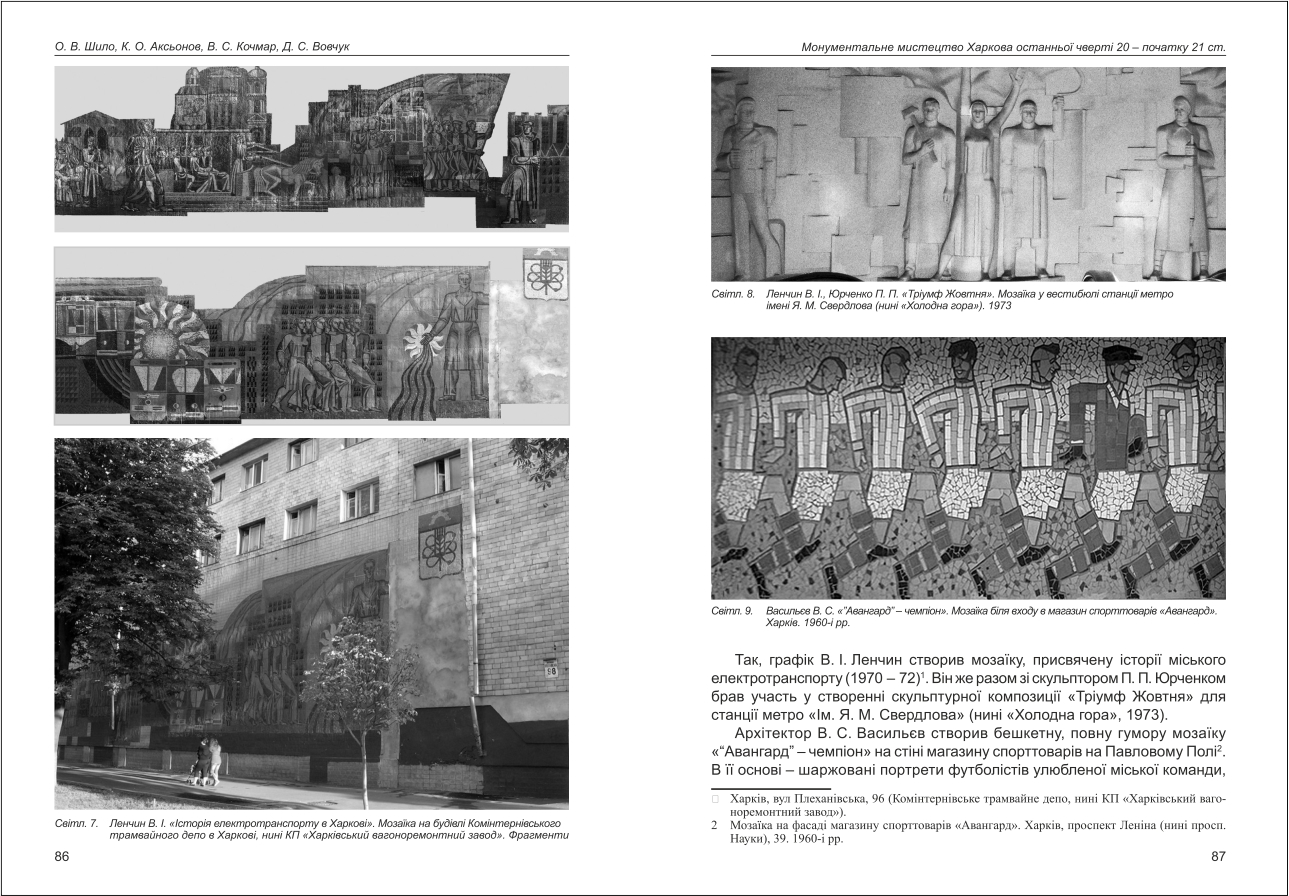 О. В. Шило, К. О. Аксьонов, В. С. Кочмар, Д. С. Вовчук
Світл. 7. Ленчин В. І. «Історія електротранспорту в Харкові». Мозаїка на будівлі Комінтернівського
трамвайного депо в Харкові, нині КП «Харківський вагоноремонтний завод». Фрагменти
86
Монументальне мистецтво Харкова останньої чверті 20 – початку 21 ст.
Світл. 8. Ленчин В. І., Юрченко П. П. «Тріумф Жовтня». Мозаїка у вестибюлі станції метро
імені Я. М. Свердлова (нині «Холодна гора»). 1973
Світл. 9. Васильєв В. С. «"Авангард" – чемпіон». Мозаїка біля входу в магазин спорттоварів «Авангард».
Харків. 1960-і рр.
Так, графік В. І. Ленчин створив мозаїку, присвячену історії міського
електротранспорту (1970 – 72)¹. Він же разом зі скульптором П. П. Юрченком
брав участь у створенні скульптурної композиції «Тріумф Жовтня» для
станції метро «Ім. Я. М. Свердлова» (нині «Холодна гора», 1973).
Архітектор В. С. Васильєв створив бешкетну, повну гумору мозаїку
«“Авангард” – чемпіон» на стіні магазину спорттоварів на Павловому Полі².
В її основі – шаржовані портрети футболістів улюбленої міської команди,
Харків, вул Плеханівська, 96 (Комінтернівське трамвайне депо, нині КП «Харківський ваго-
норемонтний завод»).
2 Мозаїка на фасаді магазину спорттоварів «Авангард». Харків, проспект Леніна (нині просп.
Науки), 39. 1960-і рр.
87